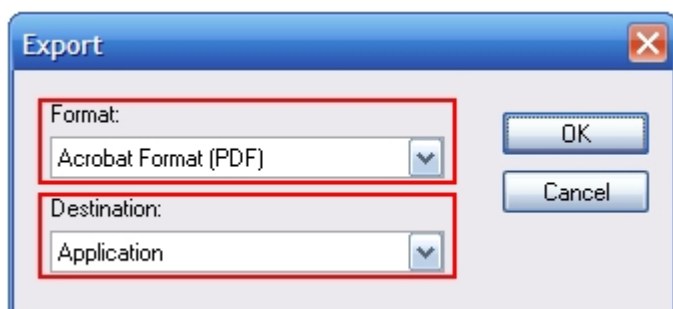 Export
Format:
Acrobat Format (PDF)
OK
Cancel
Destination:
Application